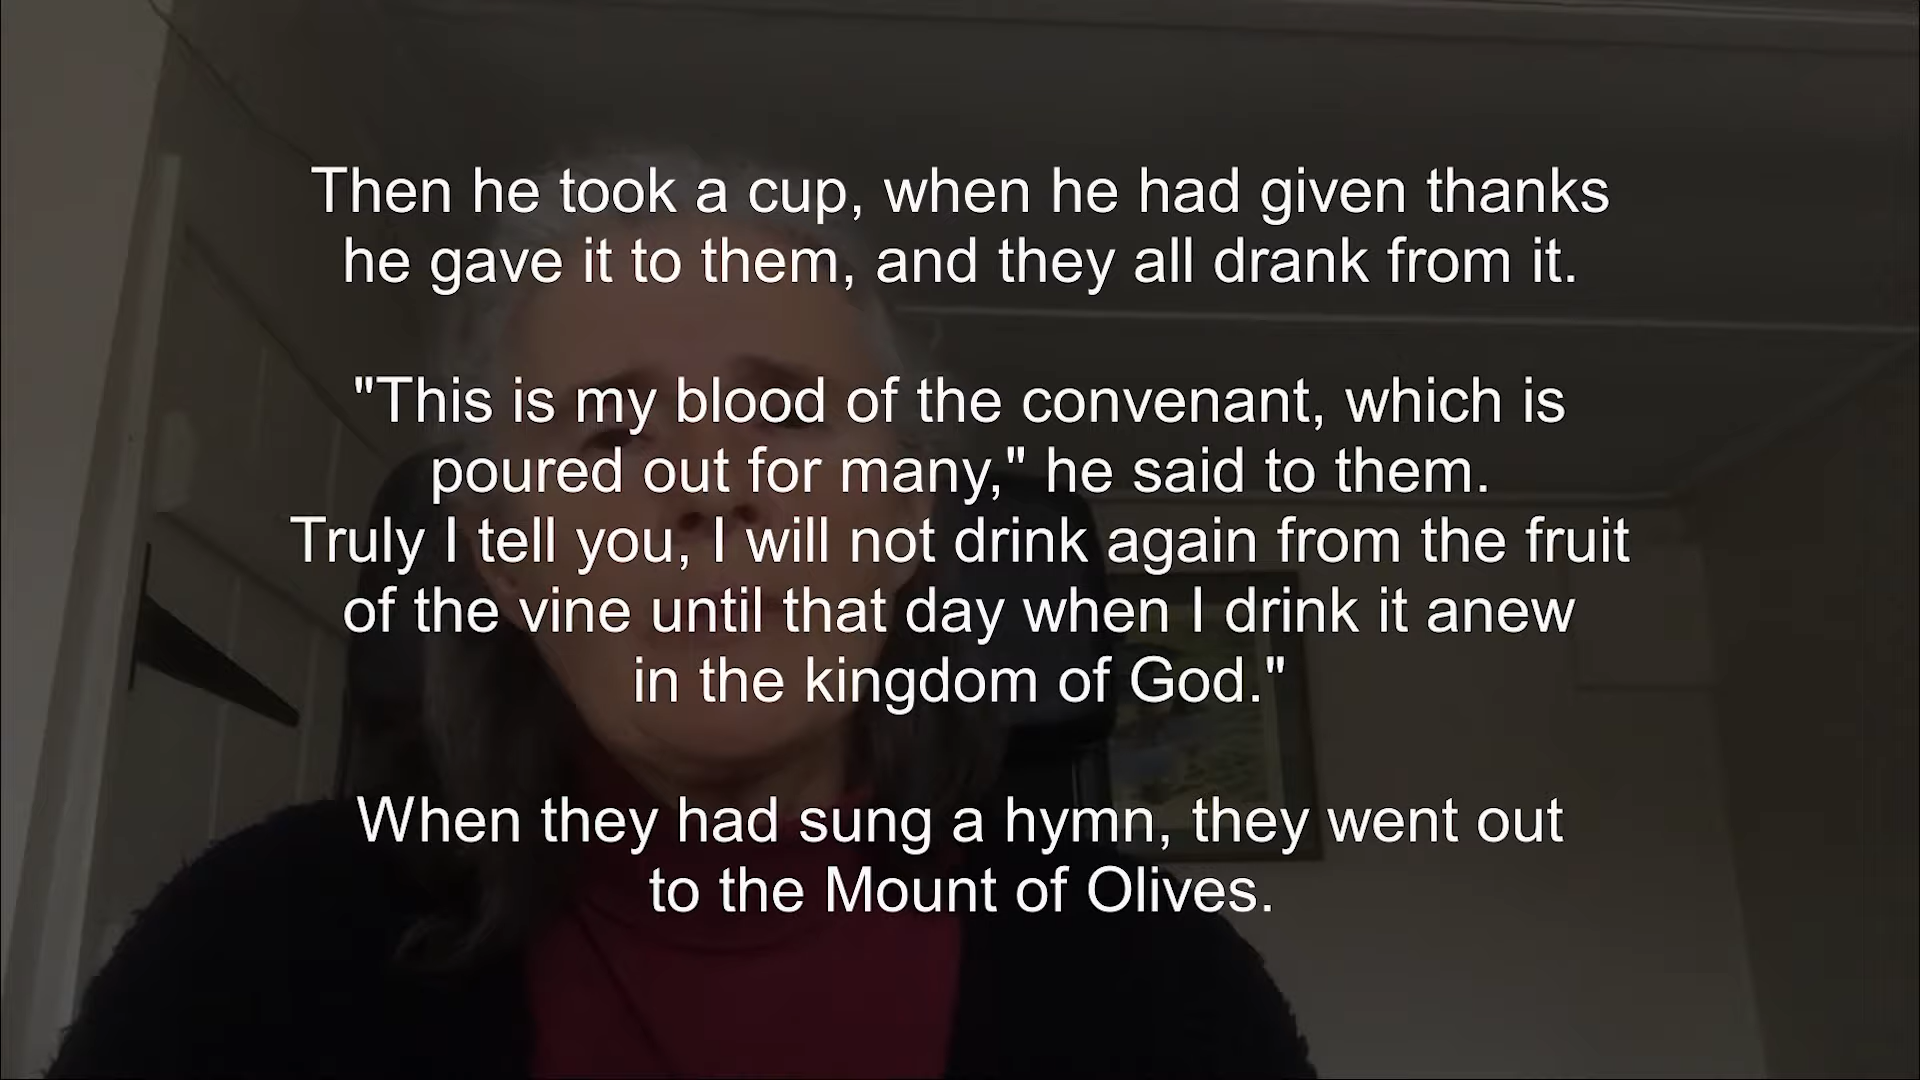 Then he took a cup, when he had given thanks
he gave it to them, and they all drank from it.
"This is my blood of the convenant, which is
poured out for many," he said to them.
Truly I tell you, I will not drink again from the fruit
of the vine until that day when I drink it anew
in the kingdom of God."
When they had sung a hymn, they went out
to the Mount of Olives.